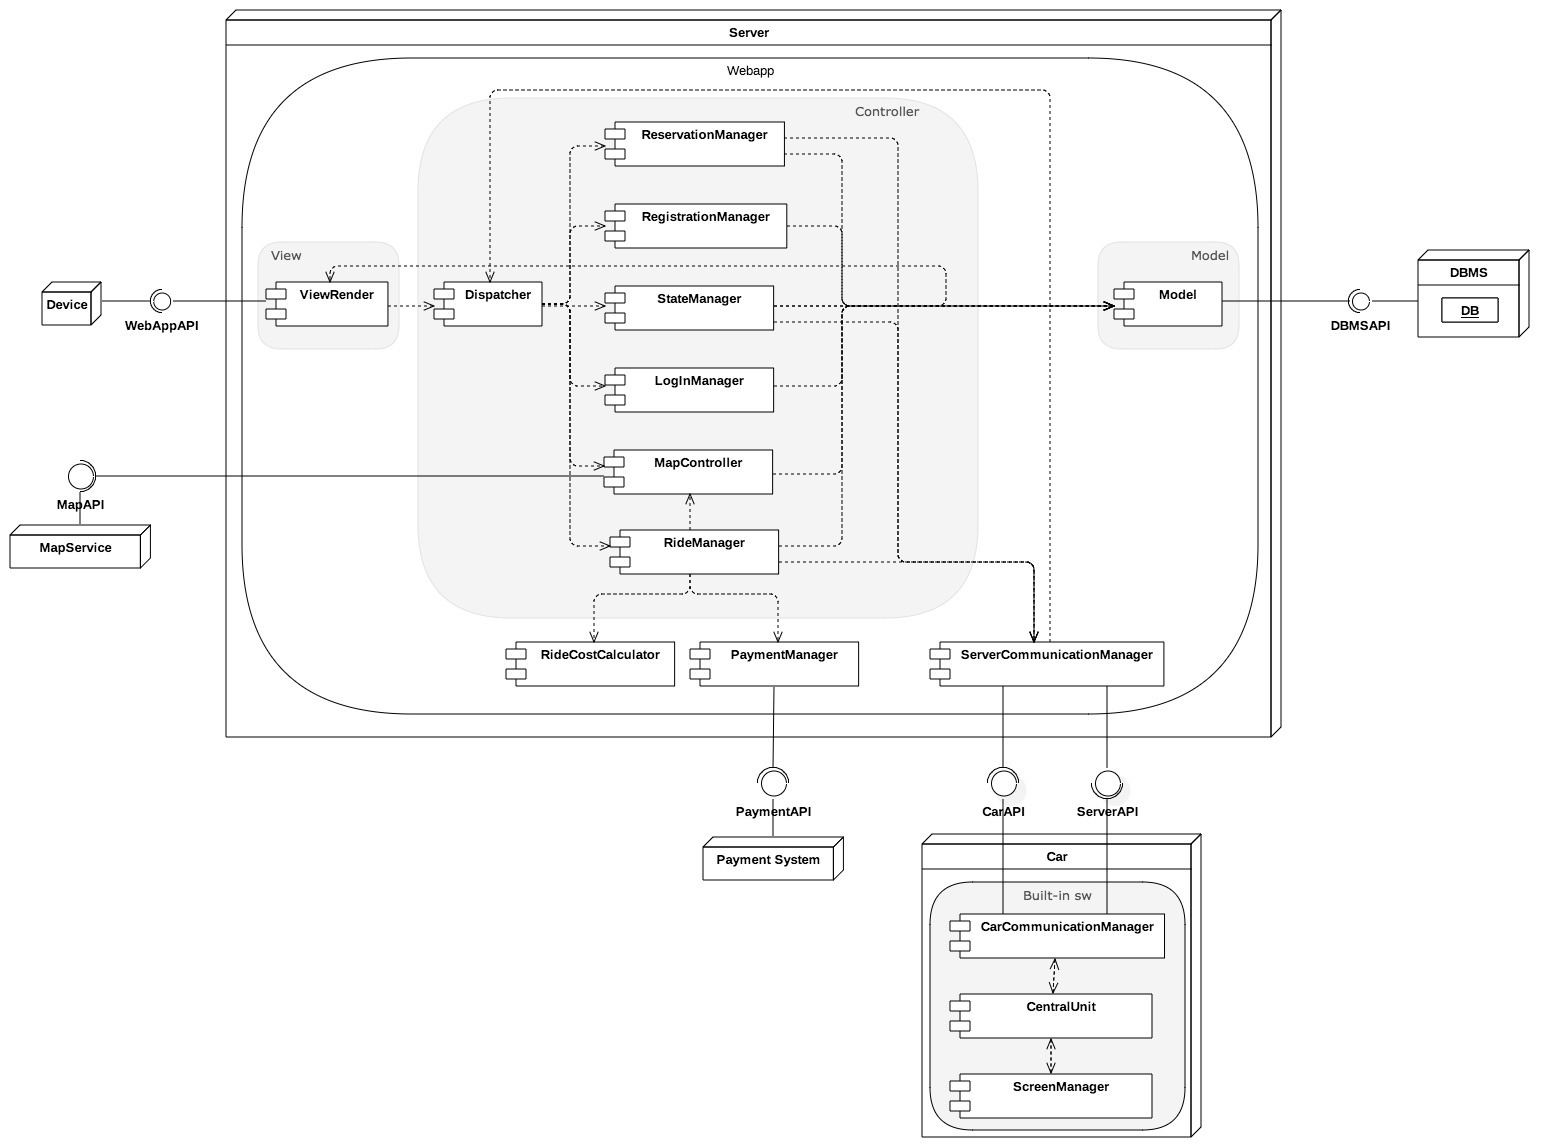 Server
Webapp
Controller
ReservationManager
RegistrationManager
View
Model
DBMS
ViewRender
Dispatcher
StateManager
Model
Device
DB
WebAppAPI
DBMSAPI
LogInManager
MapController
MapAPI
RideManager
MapService
RideCostCalculator
PaymentManager
ServerCommunicationManager
PaymentAPI
CarAPI
ServerAPI
Payment System
Car
Built-in sw
CarCommunicationManager
CentralUnit
ScreenManager